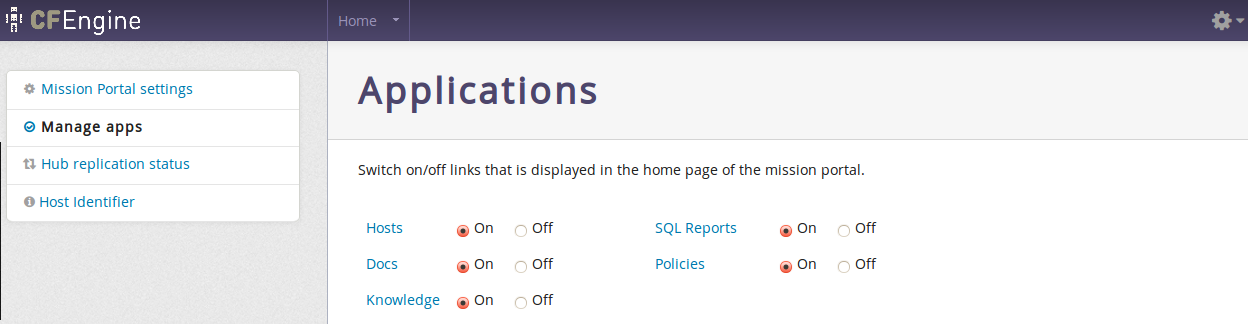 CFEngine
Home
Mission Portal settings
Manage apps
Hub replication status
Host Identifier
Applications
Switch on/off links that is displayed in the home page of the mission portal.
Hosts On Off SQL Reports On Off
Docs On Off Policies On Off
Knowledge On Off